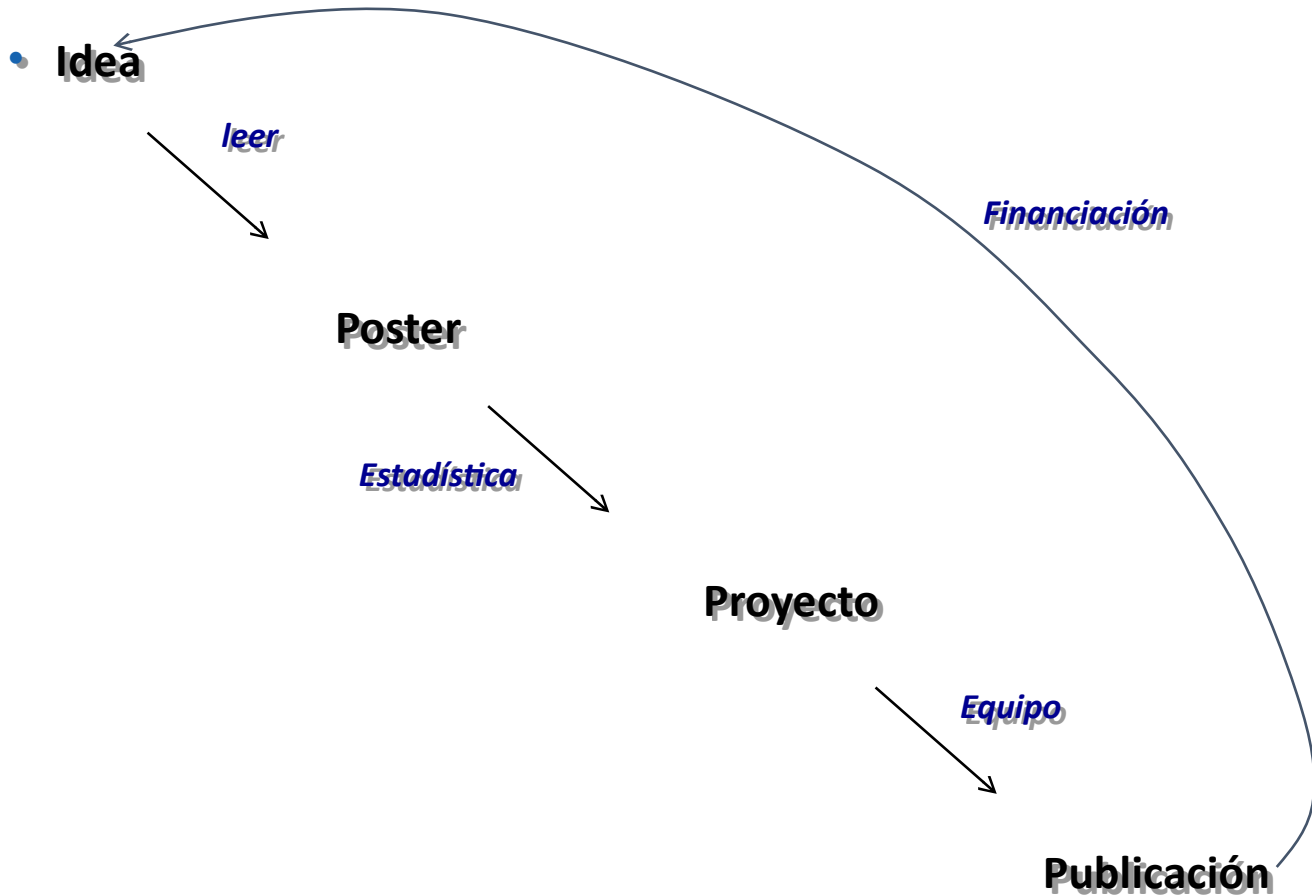 • Idea
leer
Financiación
Poster
Estadística
Proyecto
Equipo
Publicación